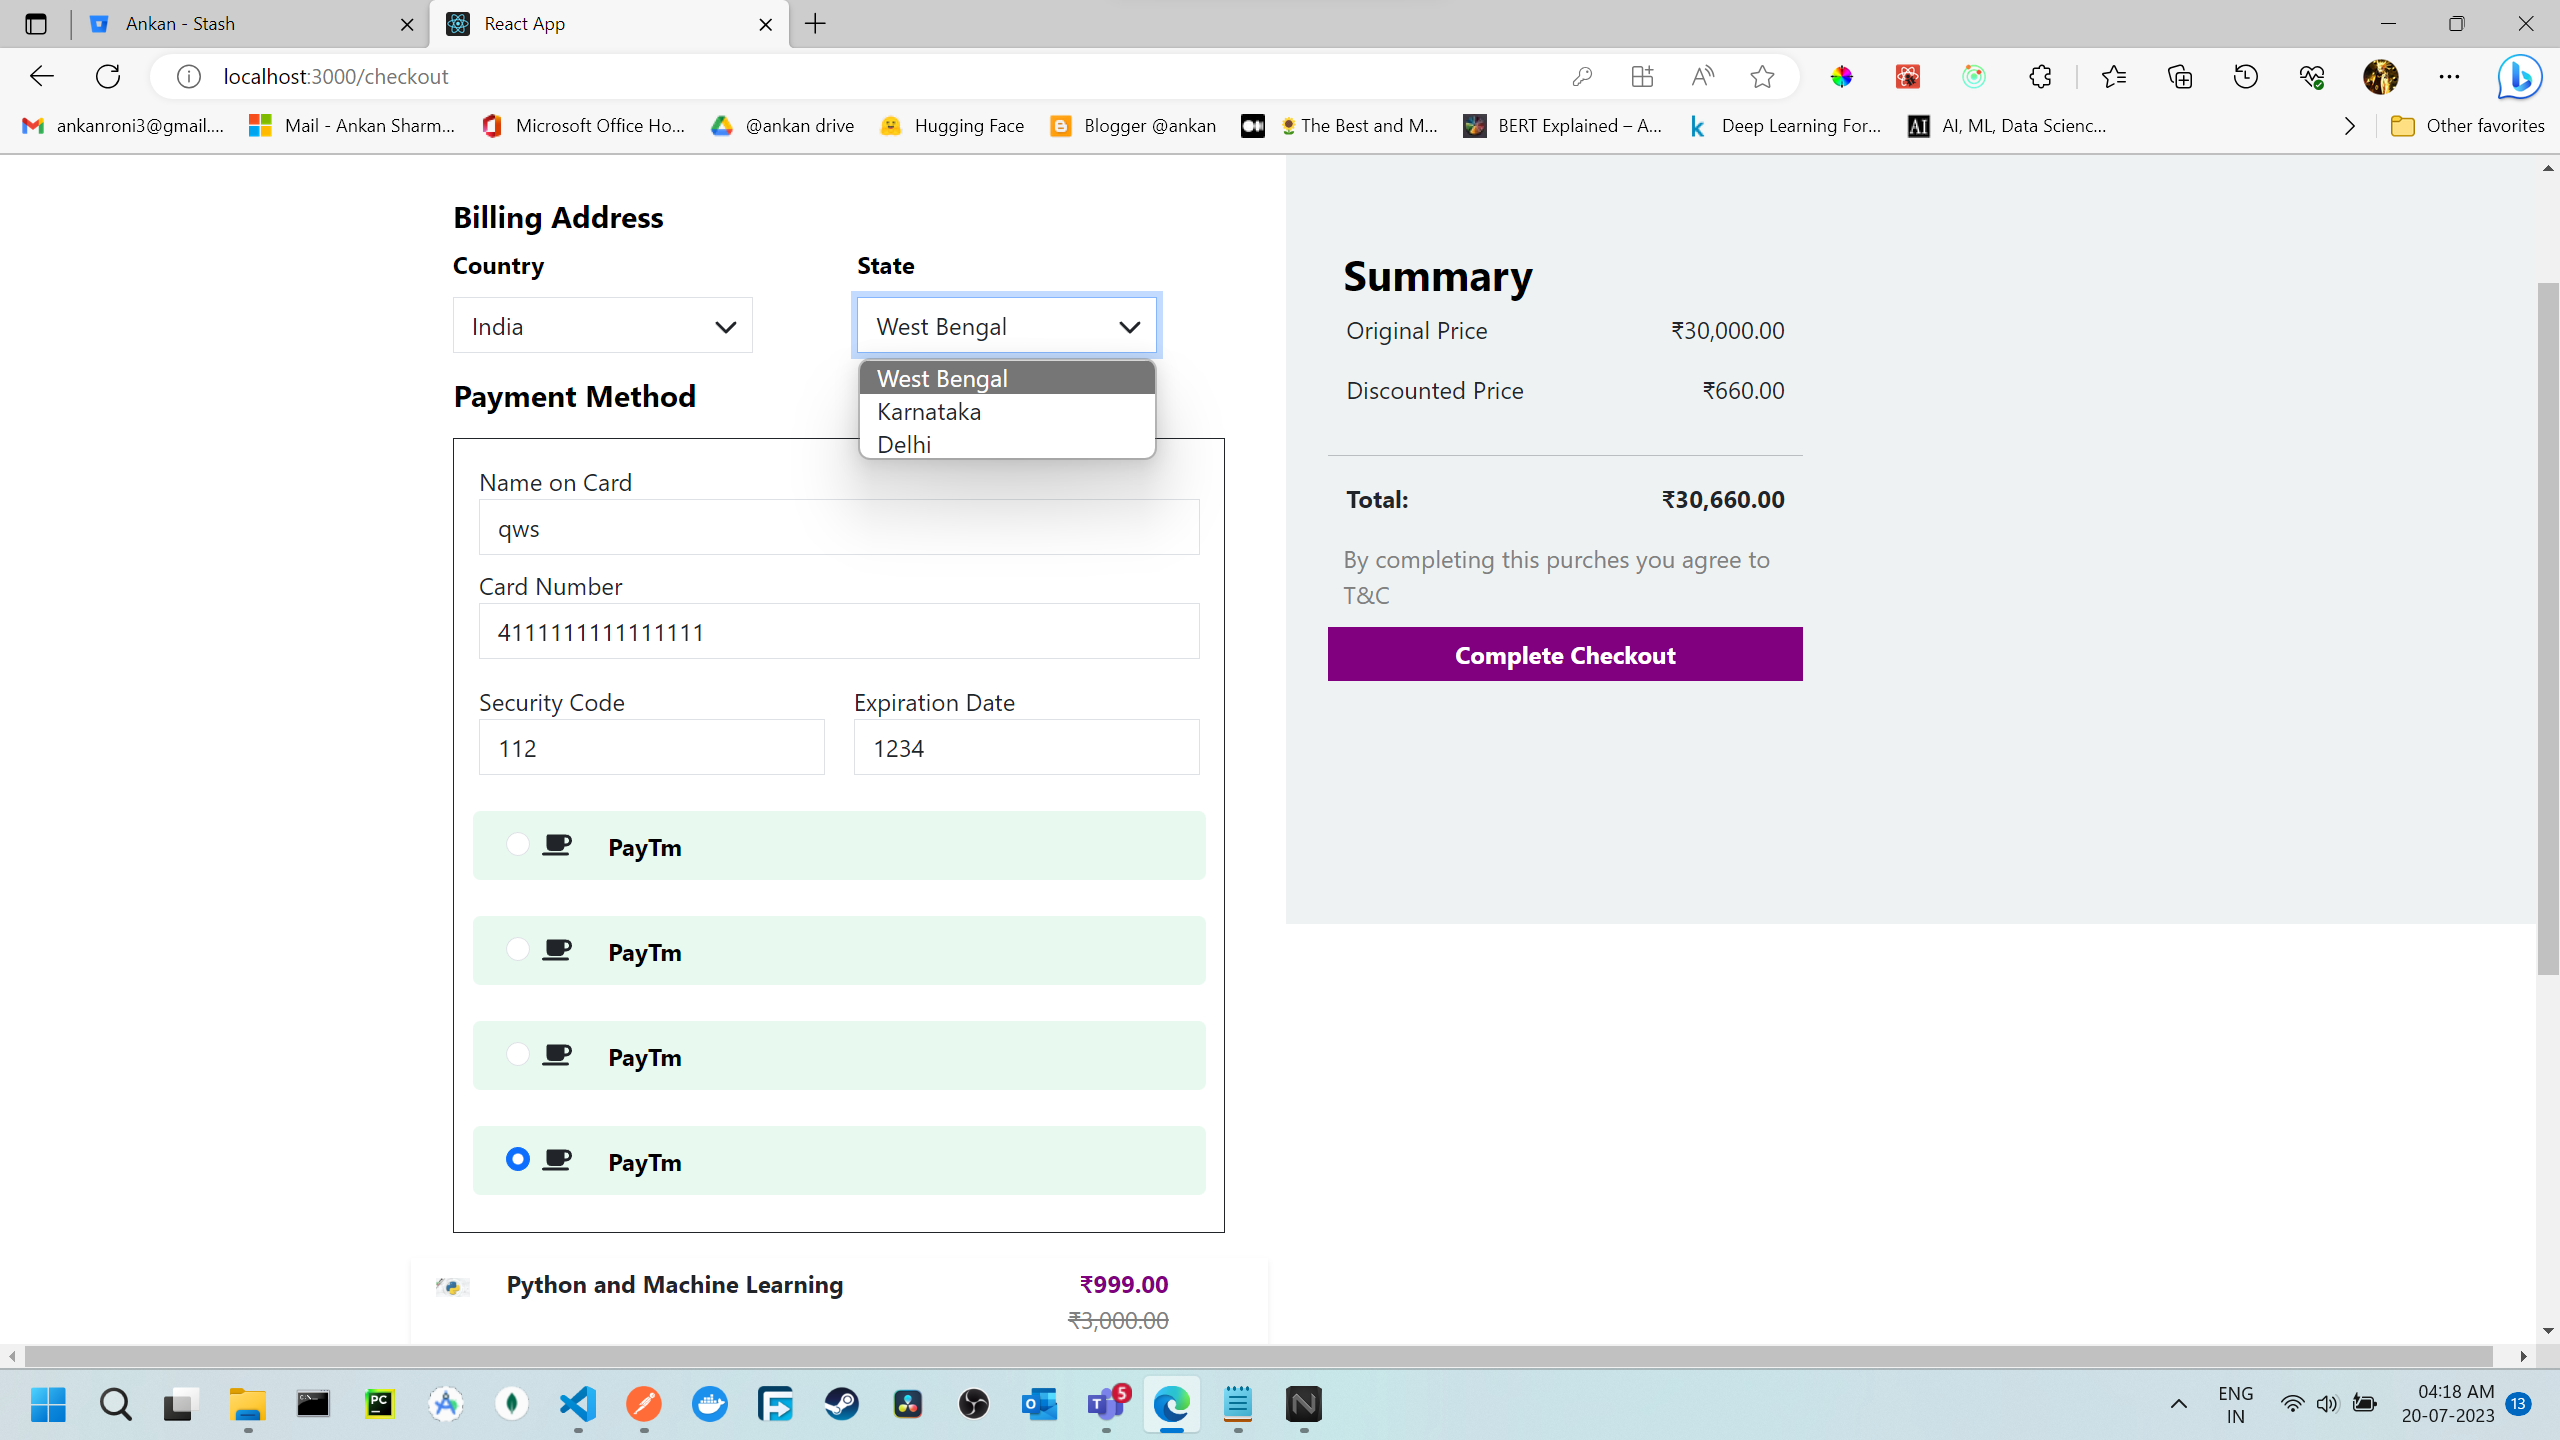 Ankan - Stash
React App
localhost:3000/checkout
ankanroni3@gmail....
Mail - Ankan Sharm...
Microsoft Office Ho...
@ankan drive
Hugging Face
Blogger @ankan
The Best and M...
BERT Explained – A...
Deep Learning For...
AI, ML, Data Scienc...
Other favorites
Billing Address
Country
State
India
West Bengal
West Bengal
Karnataka
Delhi
Payment Method
Name on Card
qws
Card Number
4111111111111111
Security Code
Expiration Date
112
1234
PayTm
PayTm
PayTm
PayTm
Python and Machine Learning
₹999.00
₹3,000.00
Summary
Original Price
₹30,000.00
Discounted Price
₹660.00
Total:
₹30,660.00
By completing this purches you agree to
T&C
Complete Checkout
5
ENG
IN
04:18 AM
20-07-2023
13